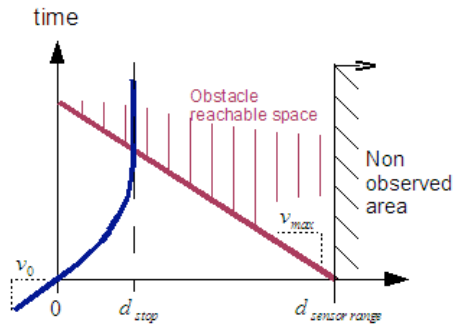 time
Obstacle
reachable space
Non
observed
area
v_max
v_0
0
d_stop
d_sensor range